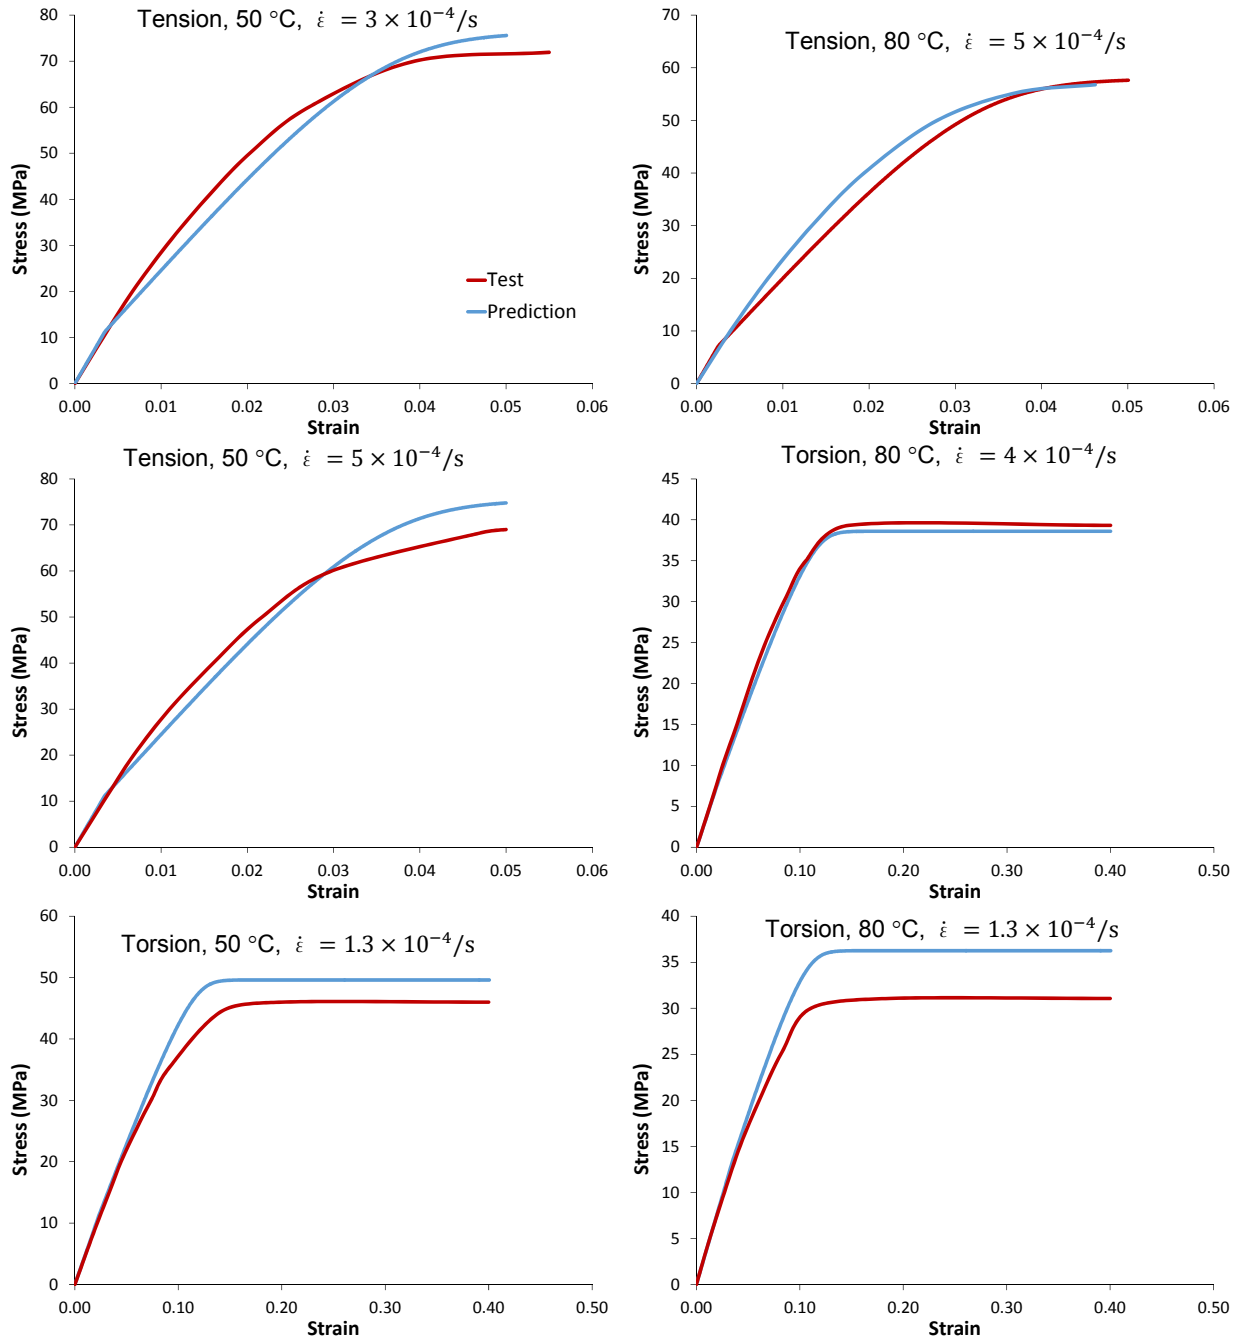 Tension, 50 °C, ε̇ = 3 × 10⁻⁴/s
Stress (MPa)
80
70
60
50
40
30
20
10
0
0.00 0.01 0.02 0.03 0.04 0.05 0.06
Strain
Test
Prediction
Tension, 80 °C, ε̇ = 5 × 10⁻⁴/s
Stress (MPa)
70
60
50
40
30
20
10
0
0.00 0.01 0.02 0.03 0.04 0.05 0.06
Strain
Tension, 50 °C, ε̇ = 5 × 10⁻⁴/s
Stress (MPa)
80
70
60
50
40
30
20
10
0
0.00 0.01 0.02 0.03 0.04 0.05 0.06
Strain
Torsion, 80 °C, ε̇ = 4 × 10⁻⁴/s
Stress (MPa)
45
40
35
30
25
20
15
10
5
0
0.00 0.10 0.20 0.30 0.40 0.50
Strain
Torsion, 50 °C, ε̇ = 1.3 × 10⁻⁴/s
Stress (MPa)
60
50
40
30
20
10
0
0.00 0.10 0.20 0.30 0.40 0.50
Strain
Torsion, 80 °C, ε̇ = 1.3 × 10⁻⁴/s
Stress (MPa)
40
35
30
25
20
15
10
5
0
0.00 0.10 0.20 0.30 0.40 0.50
Strain